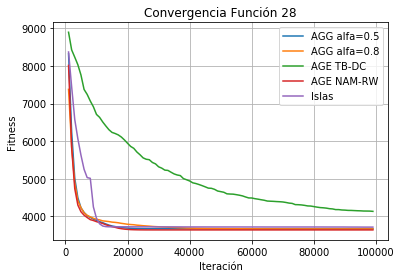 Convergencia Función 28
9000
8000
7000
6000
5000
4000
Fitness
AGG alfa=0.5
AGG alfa=0.8
AGE TB-DC
AGE NAM-RW
Islas
0 20000 40000 60000 80000 100000
Iteración